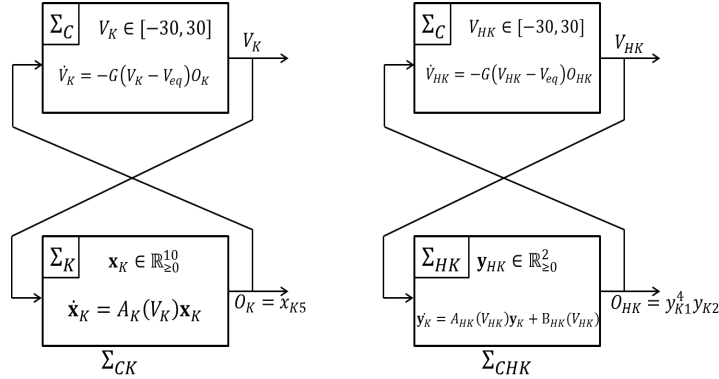 Σ_C V_K ∈ [−30, 30]
V̇_K = −G(V_K − V_eq)O_K
V_K
Σ_K x_K ∈ ℝ^10_≥0
ẋ_K = A_K(V_K)x_K
O_K = x_K5
Σ_CK
Σ_C V_HK ∈ [−30, 30]
V̇_HK = −G(V_HK − V_eq)O_HK
V_HK
Σ_HK y_HK ∈ ℝ^2_≥0
ẏ_K = A_HK(V_HK)y_K + B_HK(V_HK)
O_HK = y^4_K1 y_K2
Σ_CHK